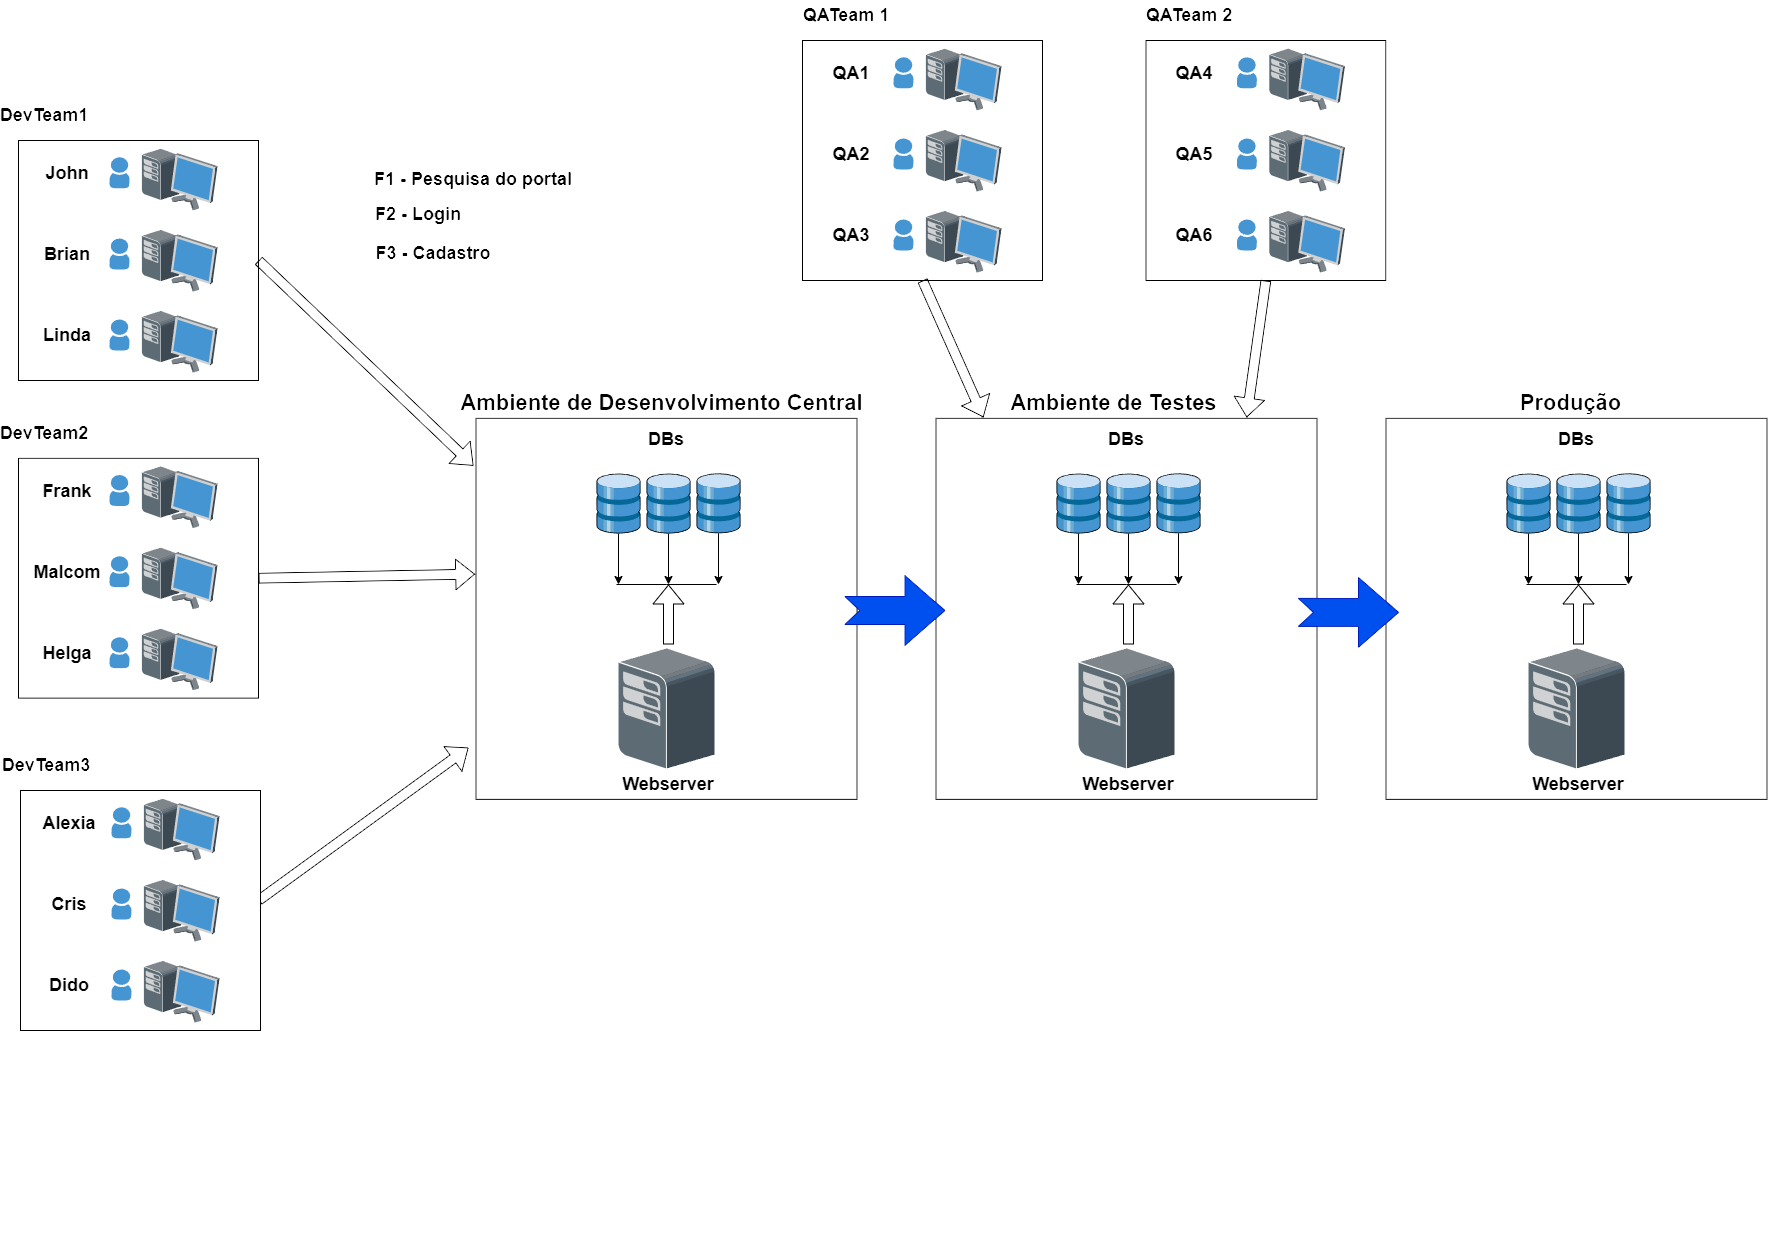 QATeam 1
QATeam 2
QA1
QA2
QA3
QA4
QA5
QA6
DevTeam1
John
Brian
Linda
F1 - Pesquisa do portal
F2 - Login
F3 - Cadastro
DevTeam2
Frank
Malcom
Helga
DevTeam3
Alexia
Cris
Dido
Ambiente de Desenvolvimento Central
DBs
Webserver
Ambiente de Testes
DBs
Webserver
Produção
DBs
Webserver